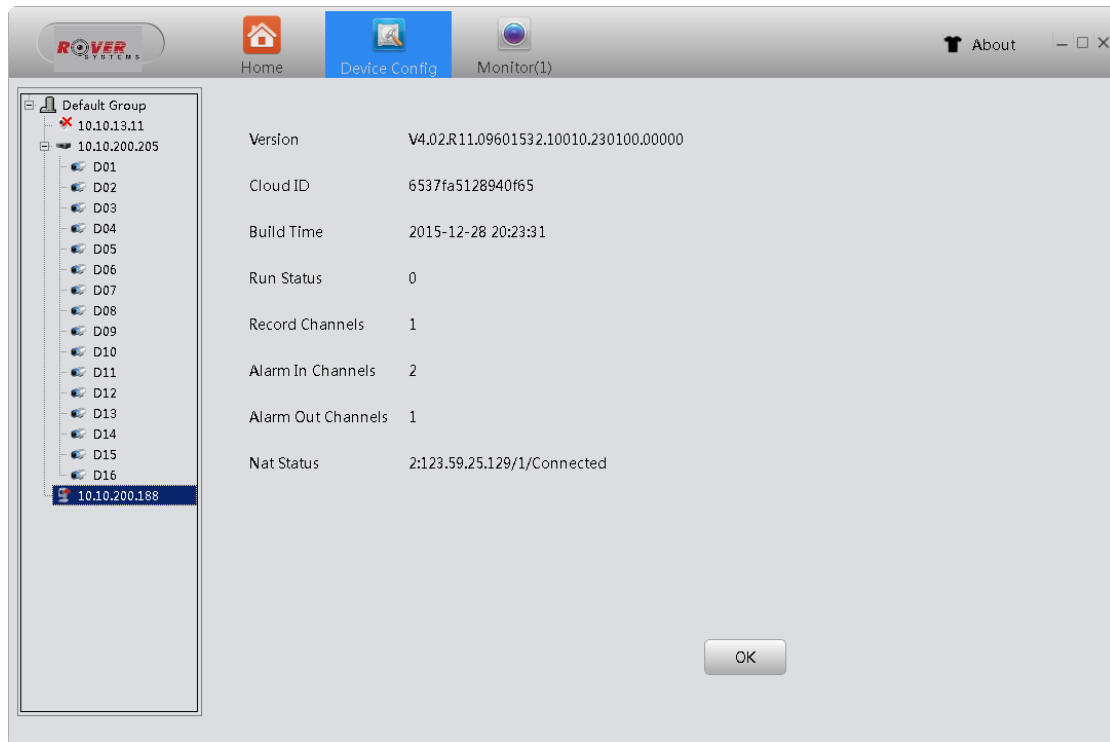 ROVER
SYSTEMS
Home
Device Config
Monitor(1)
About
Default Group
10.10.13.11
10.10.200.205
D01
D02
D03
D04
D05
D06
D07
D08
D09
D10
D11
D12
D13
D14
D15
D16
10.10.200.188
Version V4.02.R11.09601532.10010.230100.00000
Cloud ID 6537fa5128940f65
Build Time 2015-12-28 20:23:31
Run Status 0
Record Channels 1
Alarm In Channels 2
Alarm Out Channels 1
Nat Status 2:123.59.25.129/1/Connected
OK